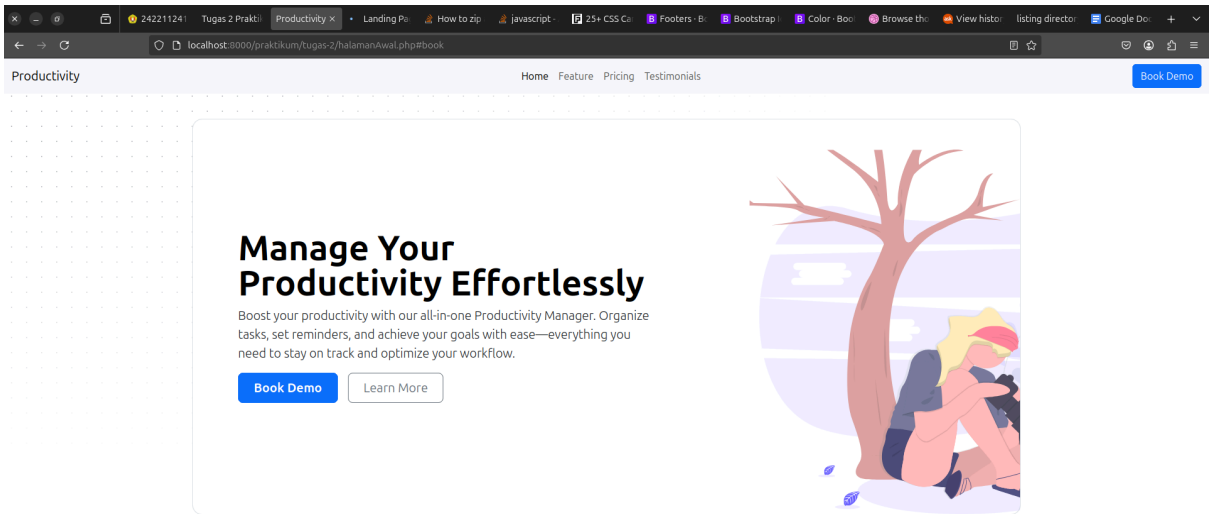 242211241 Tugas 2 Praktik Productivity × Landing Pa How to zip javascript - 25+ CSS Ca Footers · Bo Bootstrap I Color · Boot Browse tho View histor listing director Google Doc
localhost:8000/praktikum/tugas-2/halamanAwal.php#book
Productivity Home Feature Pricing Testimonials Book Demo
Manage Your
Productivity Effortlessly
Boost your productivity with our all-in-one Productivity Manager. Organize
tasks, set reminders, and achieve your goals with ease—everything you
need to stay on track and optimize your workflow.
Book Demo Learn More